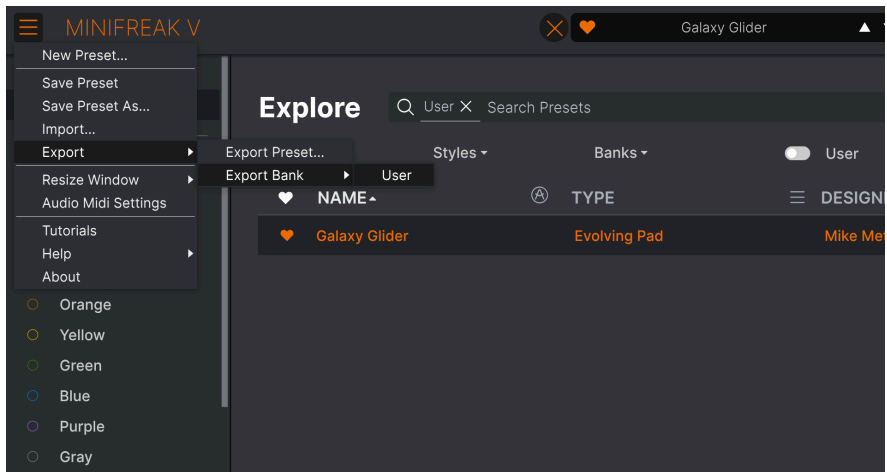 MINIFREAK V
Galaxy Glider
New Preset...
Save Preset
Save Preset As...
Import...
Export
Resize Window
Audio Midi Settings
Tutorials
Help
About
Export Preset...
Export Bank
User
Explore
User Search Presets
Styles Banks User
NAME TYPE DESIGN
Galaxy Glider Evolving Pad Mike Met
Orange
Yellow
Green
Blue
Purple
Gray